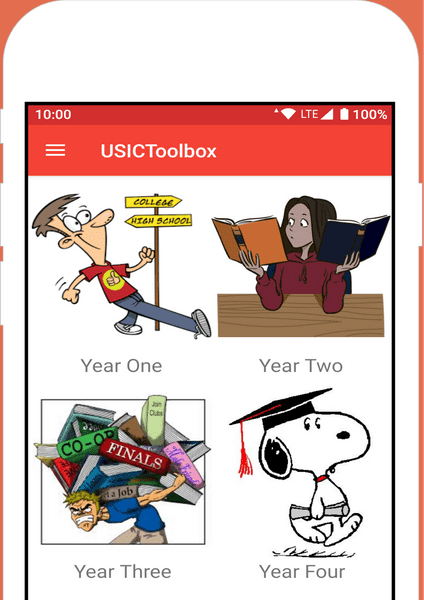 10:00 LTE 100%
USICToolbox
COLLEGE
HIGH SCHOOL
Year One
Year Two
Join
Clubs
CO-OP
FINALS
Get a Job
Year Three
Year Four